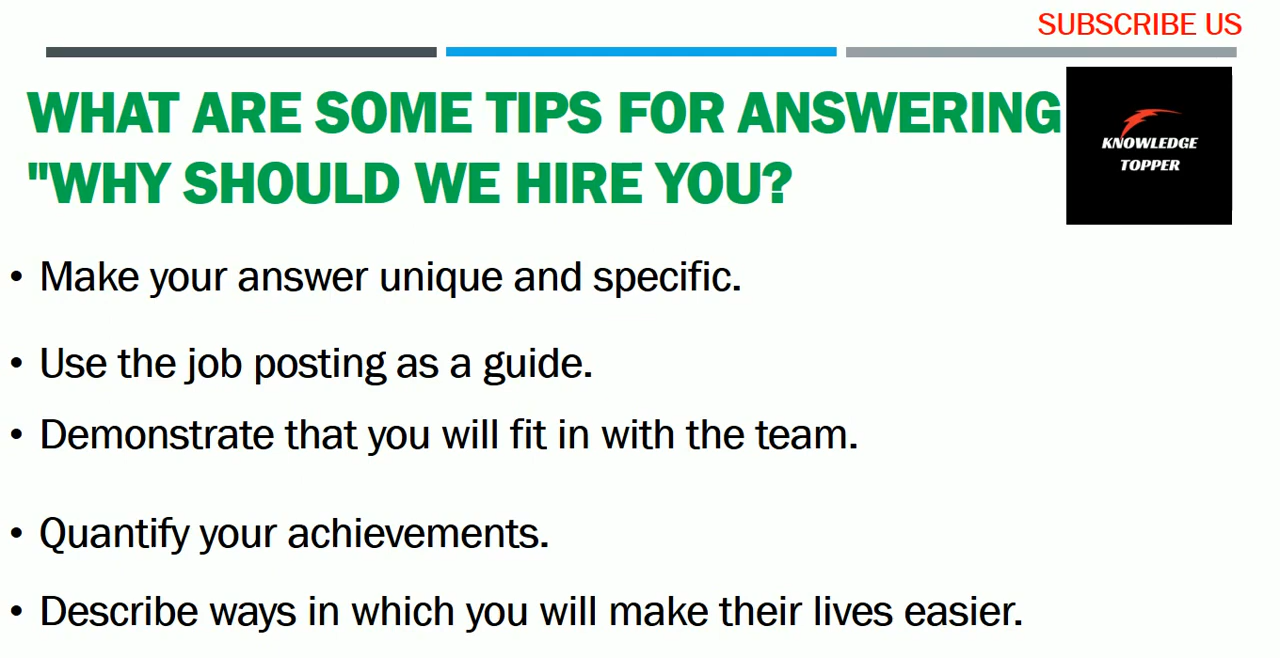 SUBSCRIBE US
WHAT ARE SOME TIPS FOR ANSWERING
"WHY SHOULD WE HIRE YOU?
KNOWLEDGE
TOPPER
• Make your answer unique and specific.
• Use the job posting as a guide.
• Demonstrate that you will fit in with the team.
• Quantify your achievements.
• Describe ways in which you will make their lives easier.